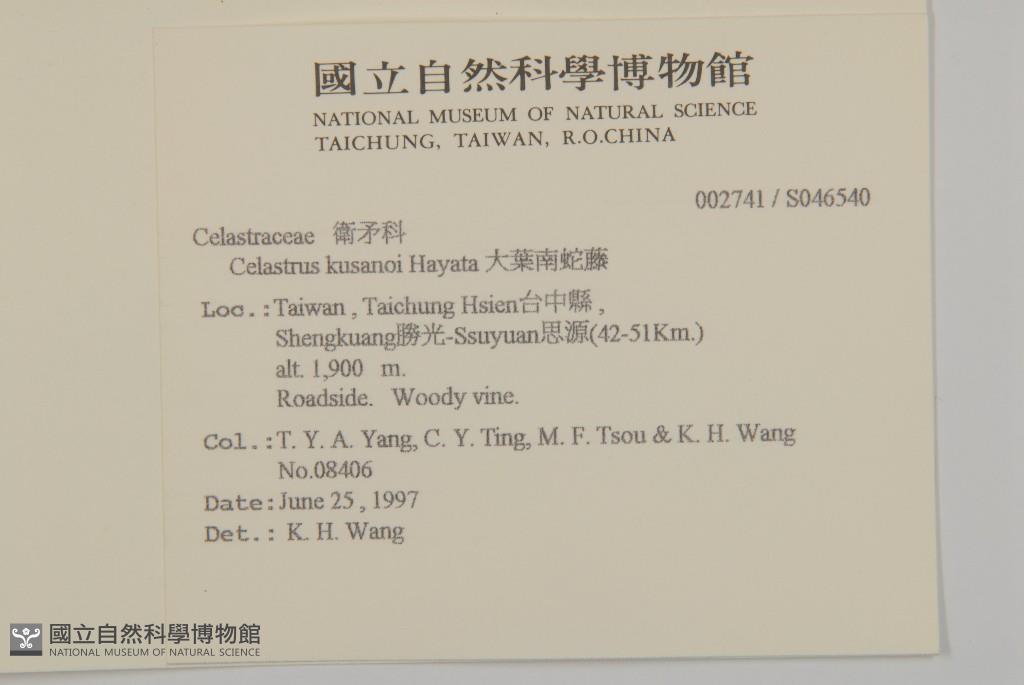 國立自然科學博物館
NATIONAL MUSEUM OF NATURAL SCIENCE
TAICHUNG, TAIWAN, R.O.CHINA
002741 / S046540
Celastraceae 衛矛科
Celastrus kusanoi Hayata 大葉南蛇藤
Loc.:Taiwan , Taichung Hsien台中縣 ,
Shengkuang勝光-Ssuyuan思源(42-51Km.)
alt. 1,900 m.
Roadside. Woody vine.
Col.:T. Y. A. Yang, C. Y. Ting, M. F. Tsou & K. H. Wang
No.08406
Date:June 25 , 1997
Det.: K. H. Wang
國立自然科學博物館
NATIONAL MUSEUM OF NATURAL SCIENCE